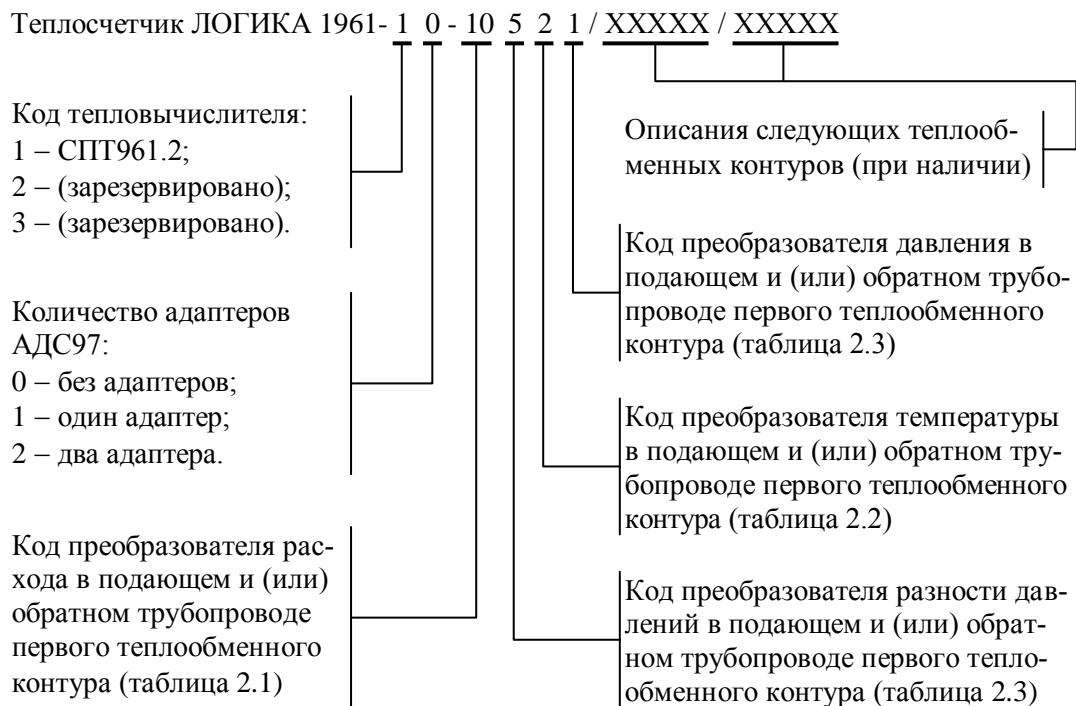 Теплосчетчик ЛОГИКА 1961- 1 0 - 10 5 2 1 / XXXXX / XXXXX
Код тепловычислителя:
1 – СПТ961.2;
2 – (зарезервировано);
3 – (зарезервировано).
Количество адаптеров
АДС97:
0 – без адаптеров;
1 – один адаптер;
2 – два адаптера.
Код преобразователя рас-
хода в подающем и (или)
обратном трубопроводе
первого теплообменного
контура (таблица 2.1)
Описания следующих теплооб-
менных контуров (при наличии)
Код преобразователя давления в
подающем и (или) обратном трубо-
проводе первого теплообменного
контура (таблица 2.3)
Код преобразователя температуры
в подающем и (или) обратном тру-
бопроводе первого теплообменного
контура (таблица 2.2)
Код преобразователя разности дав-
лений в подающем и (или) обрат-
ном трубопроводе первого тепло-
обменного контура (таблица 2.3)